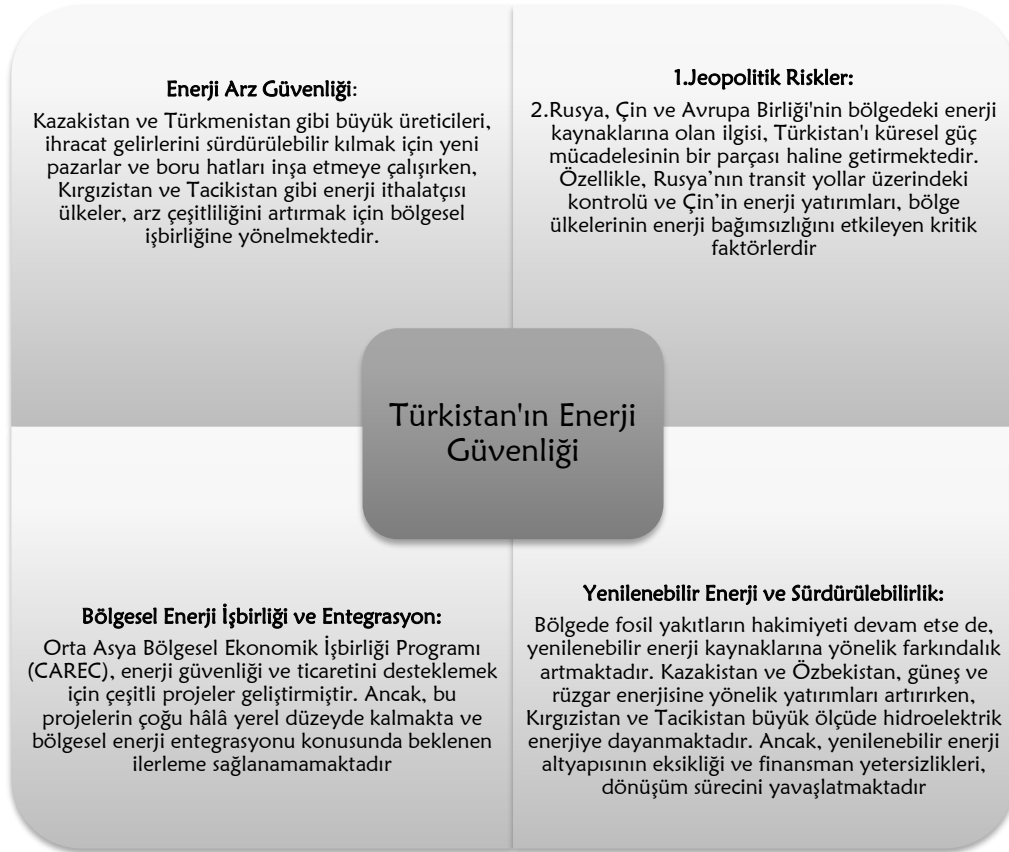 Enerji Arz Güvenliği:
Kazakistan ve Türkmenistan gibi büyük üreticileri,
ihracat gelirlerini sürdürülebilir kılmak için yeni
pazarlar ve boru hatları inşa etmeye çalışırken,
Kırgızistan ve Tacikistan gibi enerji ithalatçısı
ülkeler, arz çeşitliliğini artırmak için bölgesel
işbirliğine yönelmektedir.
1.Jeopolitik Riskler:
2.Rusya, Çin ve Avrupa Birliği'nin bölgedeki enerji
kaynaklarına olan ilgisi, Türkistan'ı küresel güç
mücadelesinin bir parçası haline getirmektedir.
Özellikle, Rusya’nın transit yollar üzerindeki
kontrolü ve Çin’in enerji yatırımları, bölge
ülkelerinin enerji bağımsızlığını etkileyen kritik
faktörlerdir
Türkistan'ın Enerji
Güvenliği
Bölgesel Enerji İşbirliği ve Entegrasyon:
Orta Asya Bölgesel Ekonomik İşbirliği Programı
(CAREC), enerji güvenliği ve ticaretini desteklemek
için çeşitli projeler geliştirmiştir. Ancak, bu
projelerin çoğu hâlâ yerel düzeyde kalmakta ve
bölgesel enerji entegrasyonu konusunda beklenen
ilerleme sağlanamamaktadır
Yenilenebilir Enerji ve Sürdürülebilirlik:
Bölgede fosil yakıtların hakimiyeti devam etse de,
yenilenebilir enerji kaynaklarına yönelik farkındalık
artmaktadır. Kazakistan ve Özbekistan, güneş ve
rüzgar enerjisine yönelik yatırımları artırırken,
Kırgızistan ve Tacikistan büyük ölçüde hidroelektrik
enerjiye dayanmaktadır. Ancak, yenilenebilir enerji
altyapısının eksikliği ve finansman yetersizlikleri,
dönüşüm sürecini yavaşlatmaktadır